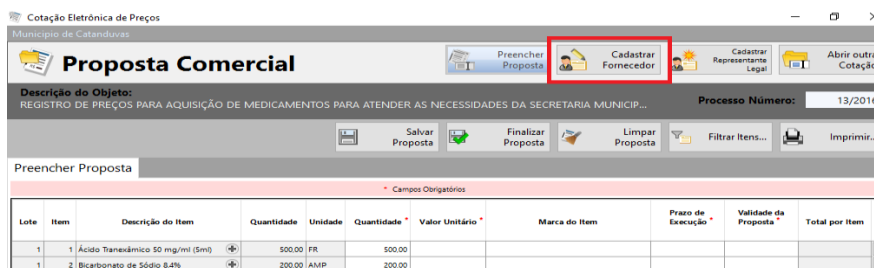 Cotação Eletrônica de Preços
Municipio de Catanduvas
Proposta Comercial
Preencher
Proposta
Cadastrar
Fornecedor
Cadastrar
Representante
Legal
Abrir outra
Cotação
Descrição do Objeto:
REGISTRO DE PREÇOS PARA AQUISIÇÃO DE MEDICAMENTOS PARA ATENDER AS NECESSIDADES DA SECRETARIA MUNICIP...
Processo Número:
13/2016
Salvar
Proposta
Finalizar
Proposta
Limpar
Proposta
Filtrar Itens...
Imprimir..
Preencher Proposta
* Campos Obrigatórios
Lote Item Descrição do Item Quantidade Unidade Quantidade * Valor Unitário * Marca do Item Prazo de Execução * Validade da Proposta * Total por Item
1 1 Ácido Tranexâmico 50 mg/ml (5ml) 500,00 FR 500,00
1 2 Bicarbonato de Sódio 8.4% 200,00 AMP 200,00